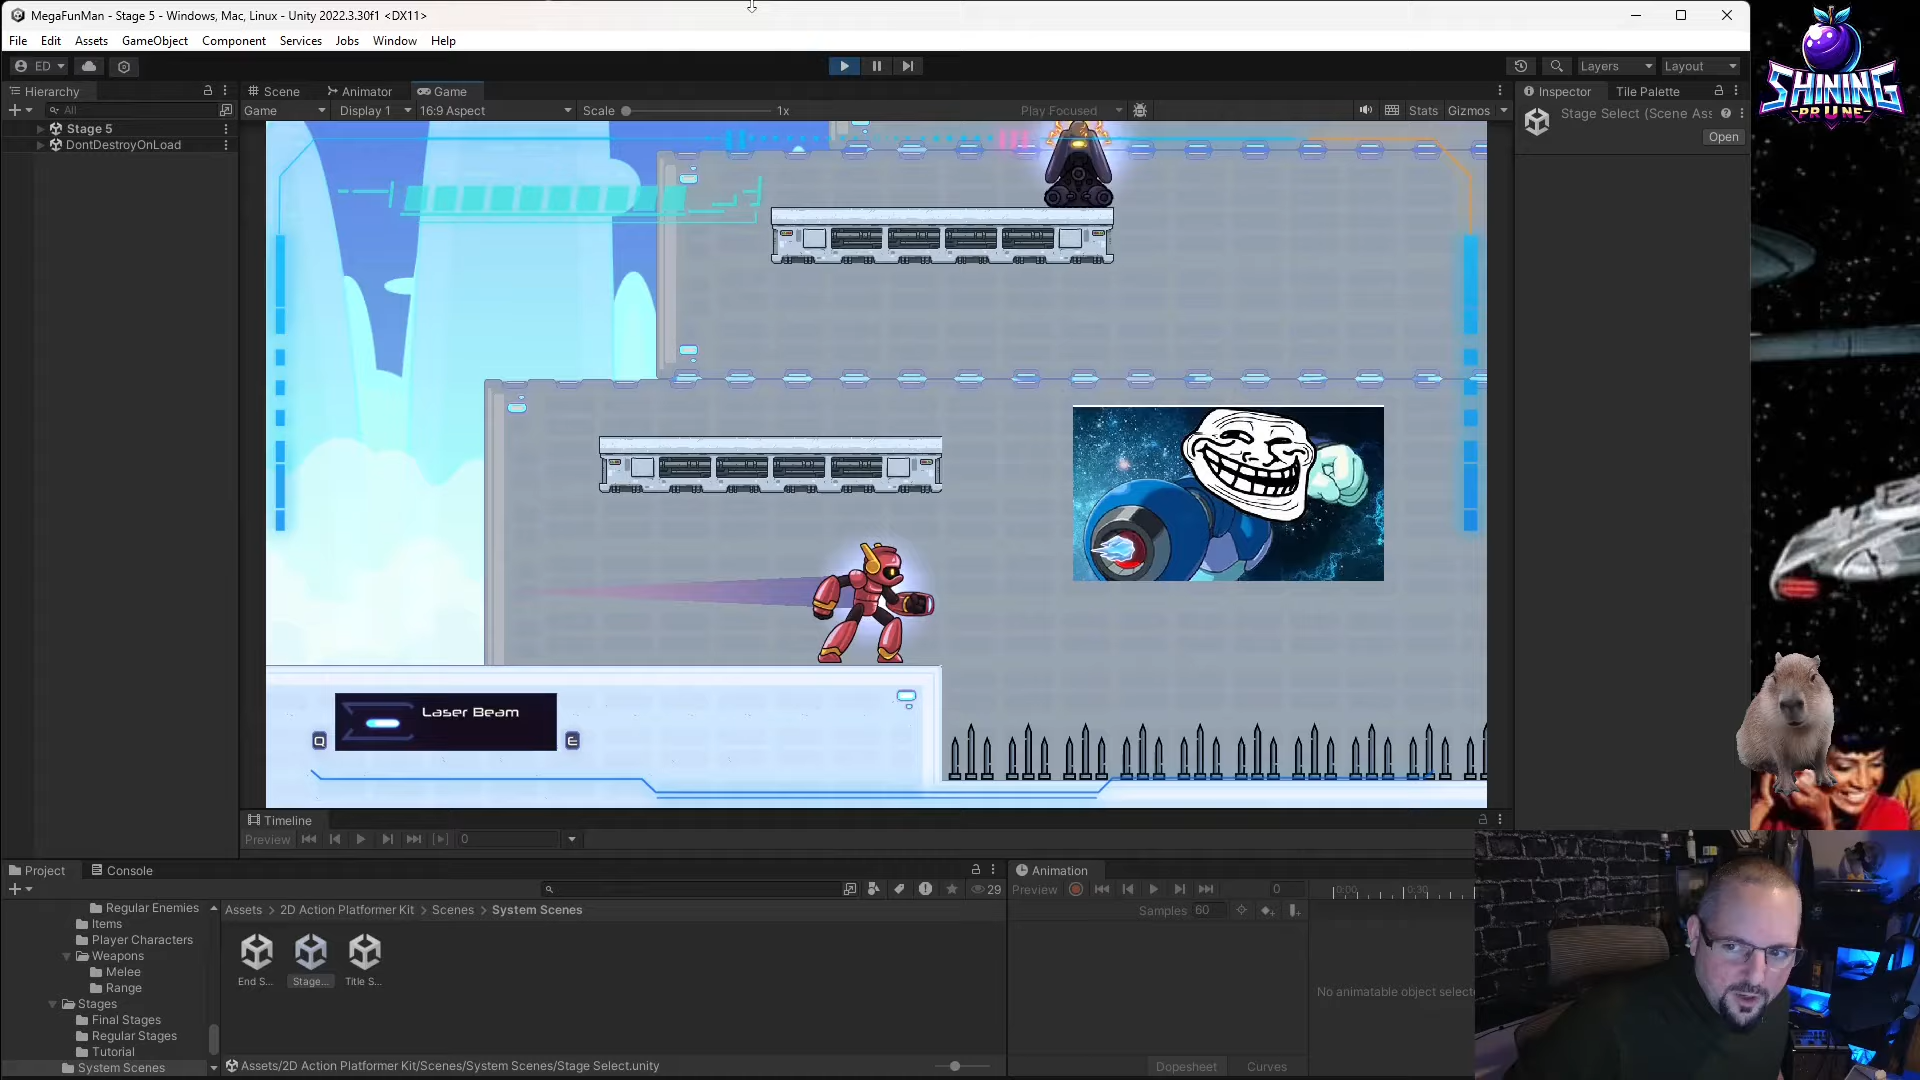 MegaFunMan - Stage 5 - Windows, Mac, Linux - Unity 2022.3.30f1 <DX11>
File Edit Assets GameObject Component Services Jobs Window Help
ED
Layers Layout
Hierarchy
All
Stage 5
DontDestroyOnLoad
Scene Animator Game
Game Display 1 16:9 Aspect Scale 1x Play Focused Stats Gizmos
Inspector Tile Palette
Stage Select (Scene Ass
Open
SHINING
PRUNE
Laser Beam
Q
E
Timeline
Preview 0
Project Console
29
Regular Enemies
Items
Player Characters
Weapons
Melee
Range
Stages
Final Stages
Regular Stages
Tutorial
System Scenes
Assets > 2D Action Platformer Kit > Scenes > System Scenes
End S... Stage... Title S...
Assets/2D Action Platformer Kit/Scenes/System Scenes/Stage Select.unity
Animation
Preview 0 0:00 0:30
Samples 60
No animatable object select
Dopesheet Curves